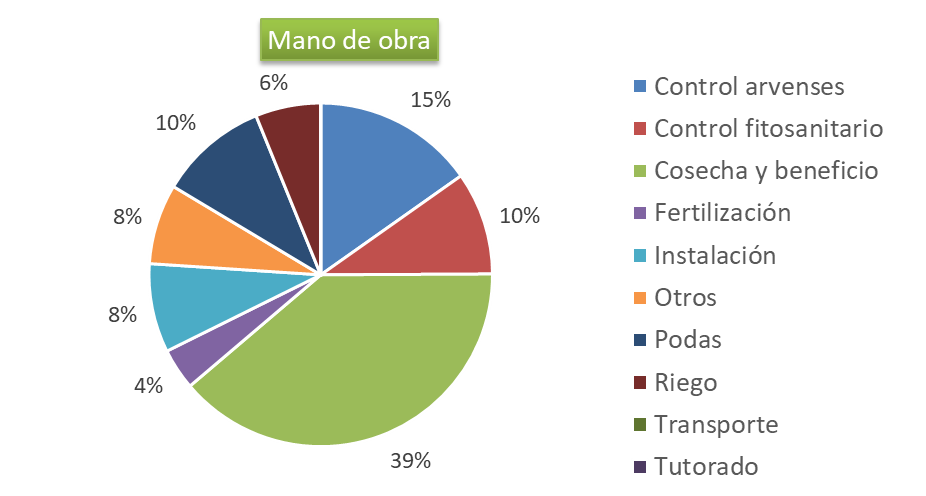 Mano de obra
6%
15%
10%
10%
8%
8%
4%
39%
Control arvenses
Control fitosanitario
Cosecha y beneficio
Fertilización
Instalación
Otros
Podas
Riego
Transporte
Tutorado